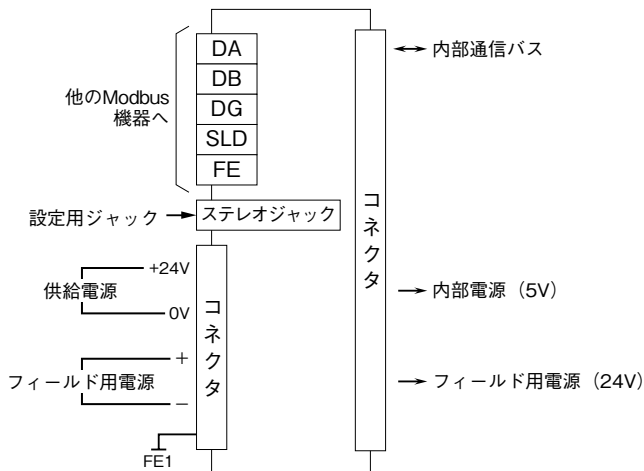 DA
DB
DG
SLD
FE
他のModbus
機器へ
設定用ジャック
ステレオジャック
+24V
供給電源
0V
+
フィールド用電源
−
FE1
コネクタ
コネクタ
内部通信バス
内部電源（5V）
フィールド用電源（24V）